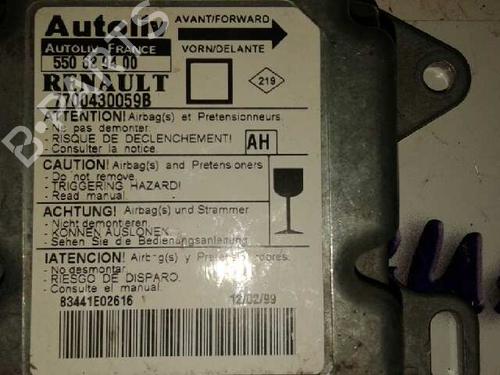 Autoliv
AVANT/FORWARD
AUTOLIV FRANCE
VORN/DELANTE
550 68 94 00
RENAULT
7700430059B
219
ATTENTION! Airbag(s) et Pretensionneurs.
- Ne pas demonter.
- RISQUE DE DECLENCHEMENT!
- Consulter la notice.
AH
CAUTION! Airbag(s) and Pretensioners
- Do not remove.
- TRIGGERING HAZARD!
- Read manual.
ACHTUNG! Airbag(s) und Strammer
- Nicht demontieren.
- KONNEN AUSLOSEN.
- Sehen Sie die Bedienungsanleitung.
!ATENCION! Airbag(s) y Pretensores.
- No desmontar.
- RIESGO DE DISPARO.
- Consulte el manual.
83441E02616
12/02/99
B-PARTS